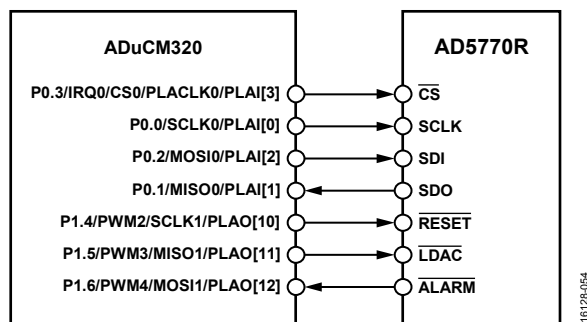 ADuCM320
AD5770R
P0.3/IRQ0/CS0/PLACLK0/PLAI[3]
CS
P0.0/SCLK0/PLAI[0]
SCLK
P0.2/MOSI0/PLAI[2]
SDI
P0.1/MISO0/PLAI[1]
SDO
P1.4/PWM2/SCLK1/PLAO[10]
RESET
P1.5/PWM3/MISO1/PLAO[11]
LDAC
P1.6/PWM4/MOSI1/PLAO[12]
ALARM
16128-054